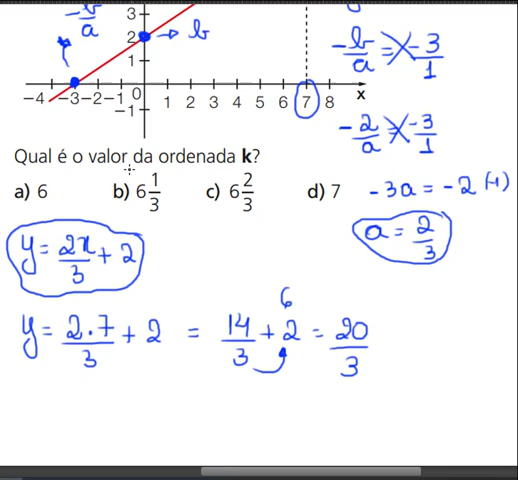 -b/a
3
2 → b
1
-4 -3 -2 -1 0 1 2 3 4 5 6 7 8 x
-1
-b/a = -3/1
-2/a = -3/1
Qual é o valor da ordenada k?
a) 6 b) 6 1/3 c) 6 2/3 d) 7
-3a = -2 (-1)
a = 2/3
y = 2x/3 + 2
6
y = 2.7/3 + 2 = 14/3 + 2 = 20/3